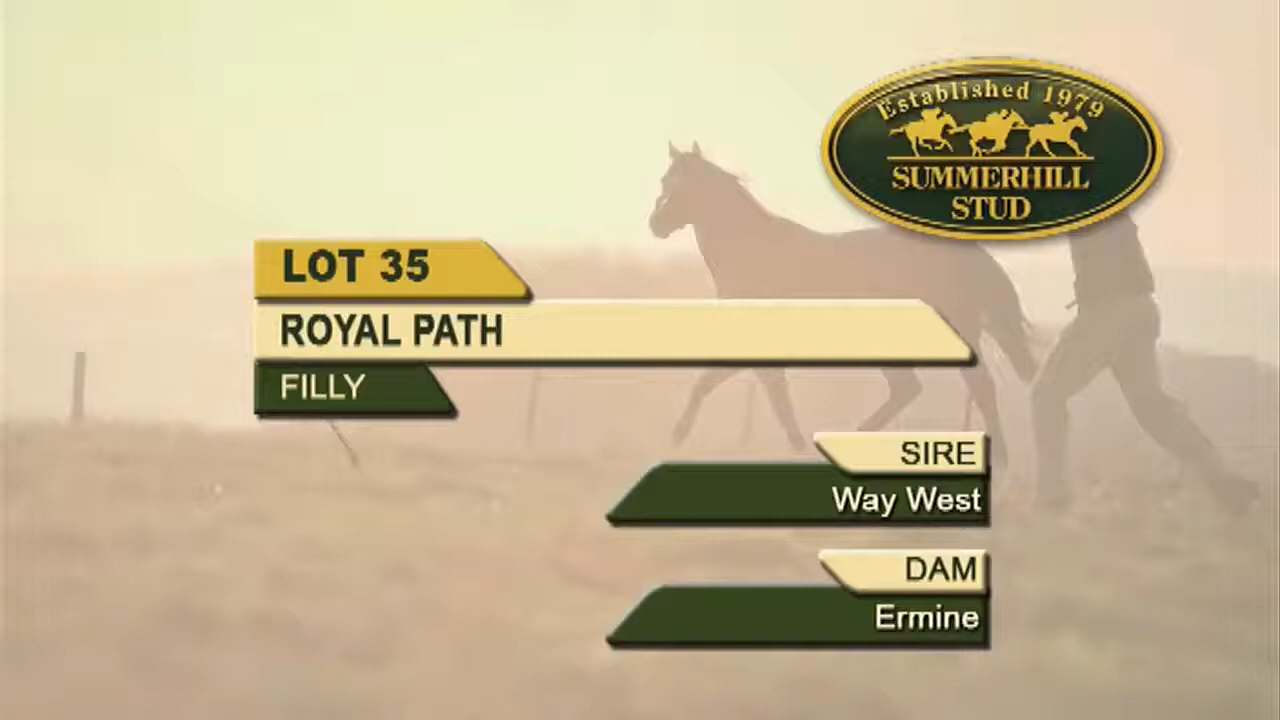 Established 1979
SUMMERHILL
STUD
LOT 35
ROYAL PATH
FILLY
SIRE
Way West
DAM
Ermine